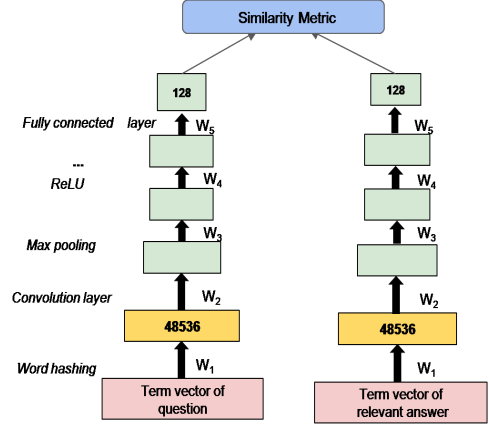 Similarity Metric
128
128
Fully connected layer
W5
W5
...
ReLU
W4
W4
Max pooling
W3
W3
Convolution layer
W2
W2
48536
48536
Word hashing
W1
W1
Term vector of
question
Term vector of
relevant answer